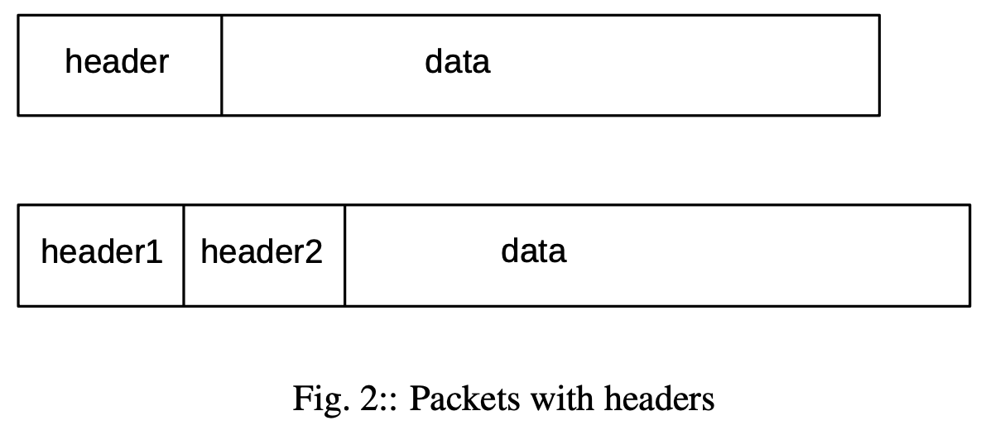 header data
header1 header2 data
Fig. 2:: Packets with headers